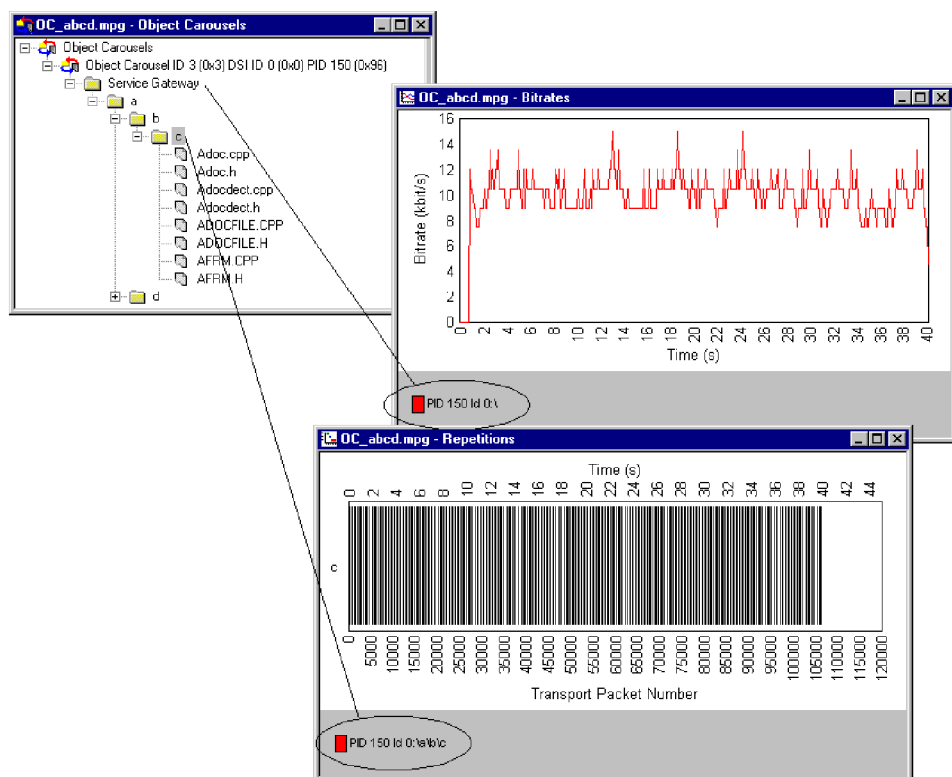 OC_abcd.mpg - Object Carousels
Object Carousels
Object Carousel ID 3 (0x3) DSI ID 0 (0x0) PID 150 (0x96)
Service Gateway
a
b
c
Adoc.cpp
Adoc.h
Adocdect.cpp
Adocdect.h
ADOCFILE.CPP
ADOCFILE.H
AFRM.CPP
AFRM.H
d
OC_abcd.mpg - Bitrates
16
14
12
10
8
6
4
2
0
Bitrate (kbit/s)
0 2 4 6 8 10 12 14 16 18 20 22 24 26 28 30 32 34 36 38 40
Time (s)
PID 150 Id 0:\
OC_abcd.mpg - Repetitions
Time (s)
0 2 4 6 8 10 12 14 16 18 20 22 24 26 28 30 32 34 36 38 40 42 44
c
0 5000 10000 15000 20000 25000 30000 35000 40000 45000 50000 55000 60000 65000 70000 75000 80000 85000 90000 95000 100000 105000 110000 115000 120000
Transport Packet Number
PID 150 Id 0:\a\b\c